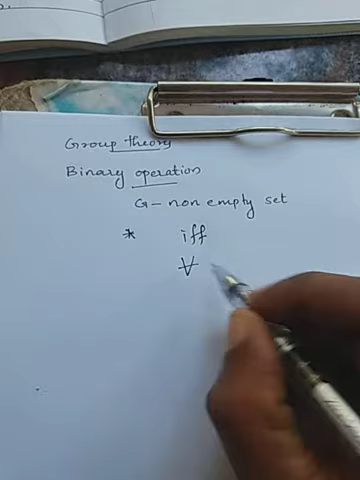 Group theory
Binary operation
G - non empty set
* iff
∀